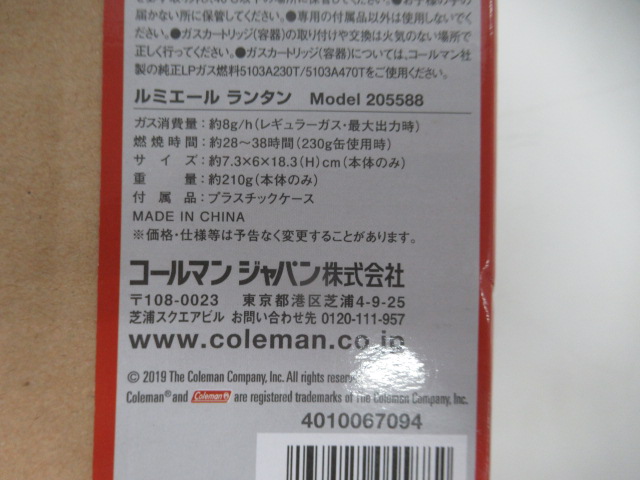 届かない所に保管してください。●専用の付属品以外は使用しないでく
ださい。●ガスカートリッジ(容器)の取り付けや交換は火気のない場所で
正しく行ってください。●ガスカートリッジ(容器)については、コールマン社
製の純正LPガス燃料5103A230T/5103A470Tをご使用ください。
ルミエール ランタン Model 205588
ガス消費量：約8g/h(レギュラーガス・最大出力時)
燃焼時間：約28〜38時間(230g缶使用時)
サイズ：約7.3×6×18.3(H)cm(本体のみ)
重量：約210g(本体のみ)
付属品：プラスチックケース
MADE IN CHINA
※価格・仕様等は予告なく変更することがあります。
コールマン ジャパン株式会社
〒108-0023 東京都港区芝浦4-9-25
芝浦スクエアビル お問い合わせ先 0120-111-957
www.coleman.co.jp
© 2019 The Coleman Company, Inc. All rights
Coleman® and Coleman® are registered trademarks of The Coleman Company, Inc.
4010067094